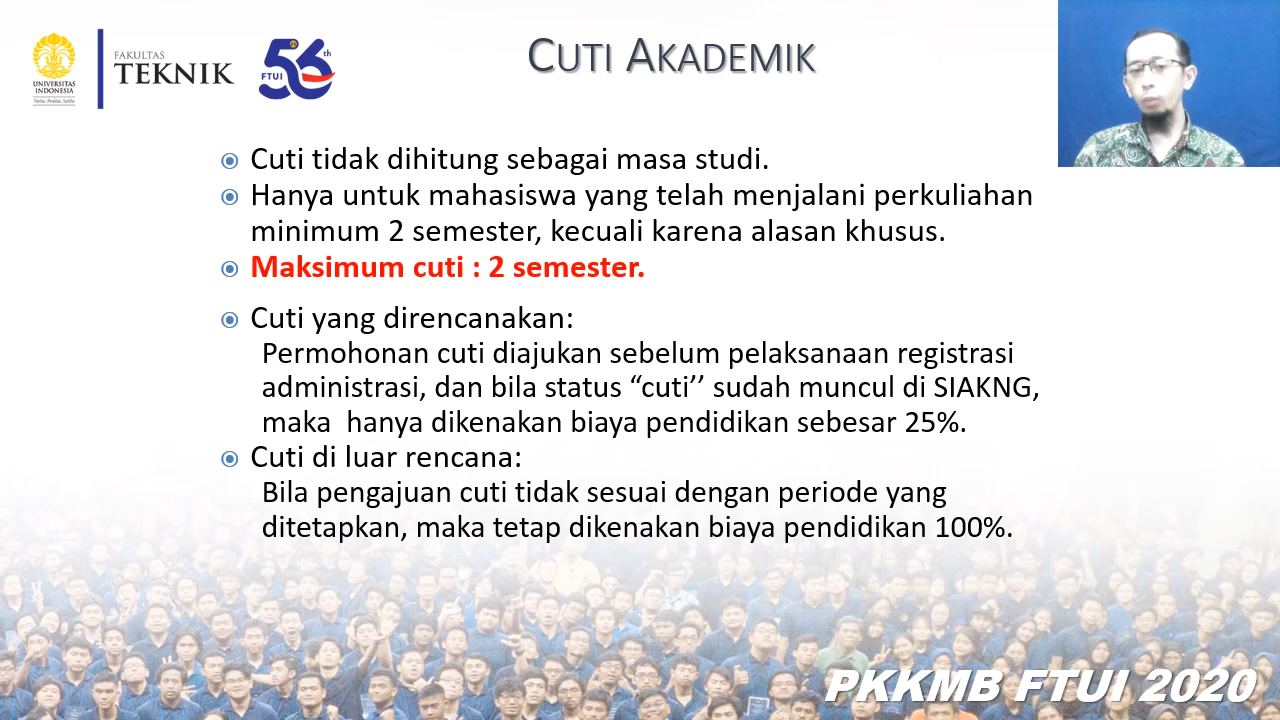 UNIVERSITAS
INDONESIA
Veritas, Probitas, Iustitia
FAKULTAS
TEKNIK
56th
FTUI
CUTI AKADEMIK
Cuti tidak dihitung sebagai masa studi.
Hanya untuk mahasiswa yang telah menjalani perkuliahan
minimum 2 semester, kecuali karena alasan khusus.
Maksimum cuti : 2 semester.
Cuti yang direncanakan:
Permohonan cuti diajukan sebelum pelaksanaan registrasi
administrasi, dan bila status “cuti’’ sudah muncul di SIAKNG,
maka  hanya dikenakan biaya pendidikan sebesar 25%.
Cuti di luar rencana:
Bila pengajuan cuti tidak sesuai dengan periode yang
ditetapkan, maka tetap dikenakan biaya pendidikan 100%.
PKKMB FTUI 2020